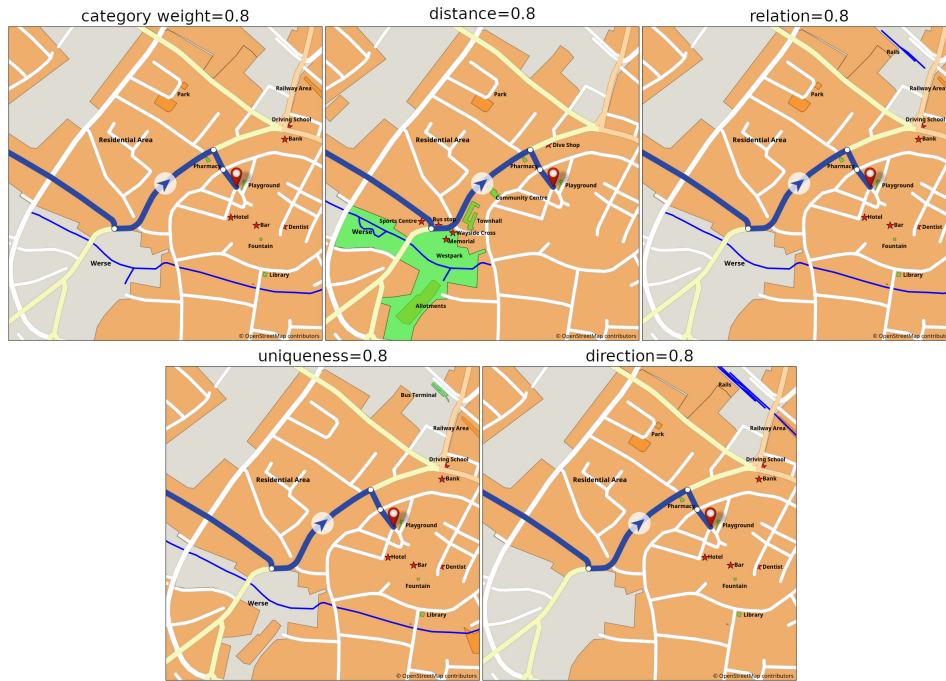 category weight=0.8
Park
Railway Area
Driving School
Bank
Residential Area
Pharmacy
Playground
Hotel
Bar
Dentist
Fountain
Werse
Library
© OpenStreetMap contributors
distance=0.8
Park
Residential Area
Dive Shop
Pharmacy
Playground
Community Centre
Sports Centre
Bus stop
Townhall
Werse
Wayside Cross
Memorial
Westpark
Allotments
© OpenStreetMap contributors
relation=0.8
Rails
Park
Railway Area
Driving School
Bank
Residential Area
Pharmacy
Playground
Hotel
Bar
Dentist
Fountain
Werse
Library
© OpenStreetMap contributors
uniqueness=0.8
Bus Terminal
Railway Area
Driving School
Residential Area
Bank
Playground
Hotel
Bar
Dentist
Fountain
Werse
Library
© OpenStreetMap contributors
direction=0.8
Rails
Railway Area
Park
Driving School
Residential Area
Bank
Pharmacy
Playground
Hotel
Bar
Dentist
Fountain
Library
© OpenStreetMap contributors